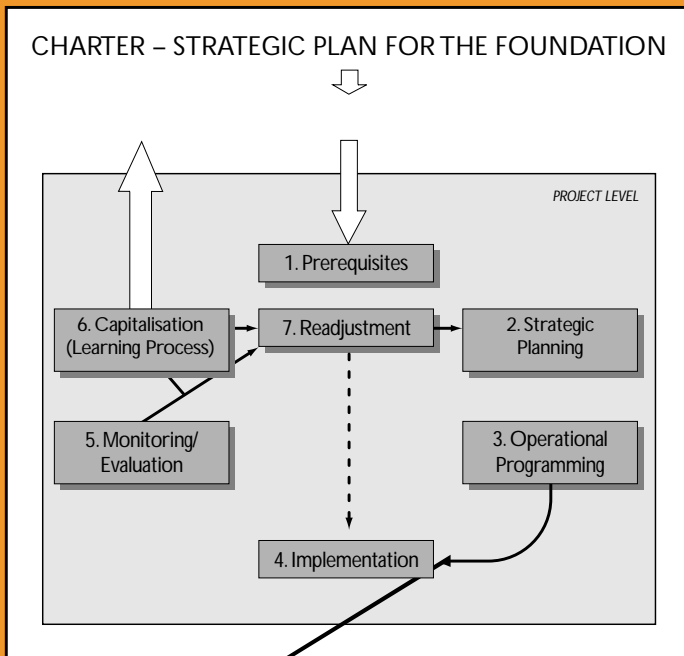 CHARTER – STRATEGIC PLAN FOR THE FOUNDATION
PROJECT LEVEL
1. Prerequisites
6. Capitalisation
(Learning Process)
7. Readjustment
2. Strategic
Planning
5. Monitoring/
Evaluation
3. Operational
Programming
4. Implementation